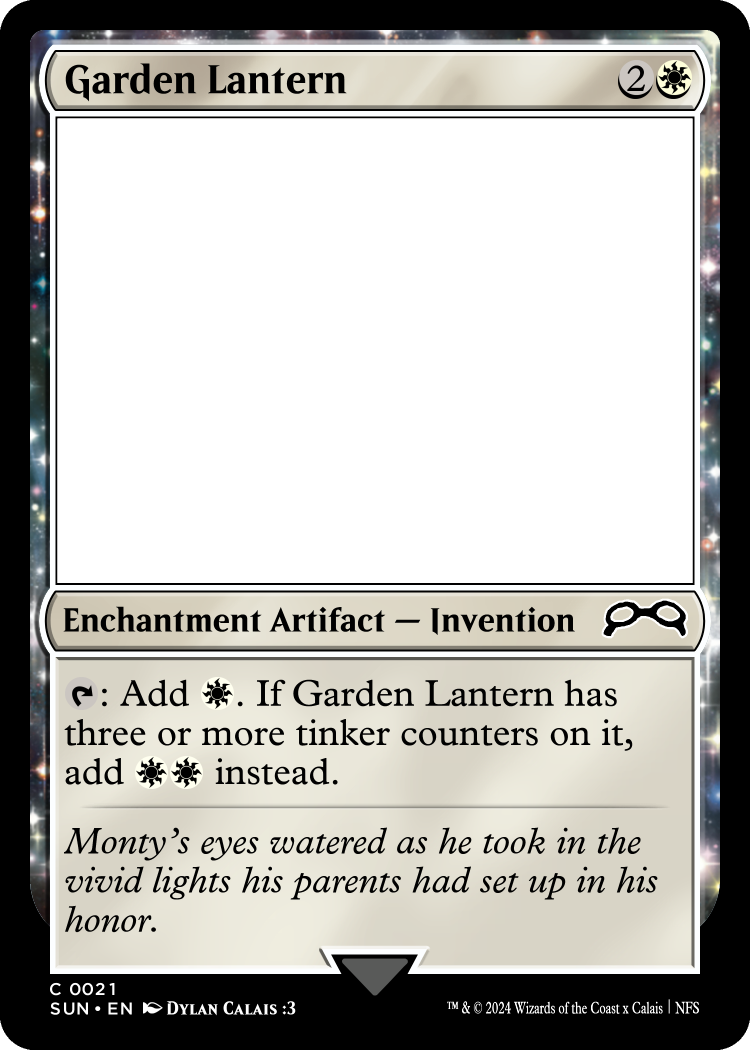 Garden Lantern 2
Enchantment Artifact — Invention
: Add . If Garden Lantern has
three or more tinker counters on it,
add instead.
Monty's eyes watered as he took in the
vivid lights his parents had set up in his
honor.
C 0021
SUN • EN Dylan Calais :3
™ & © 2024 Wizards of the Coast x Calais | NFS